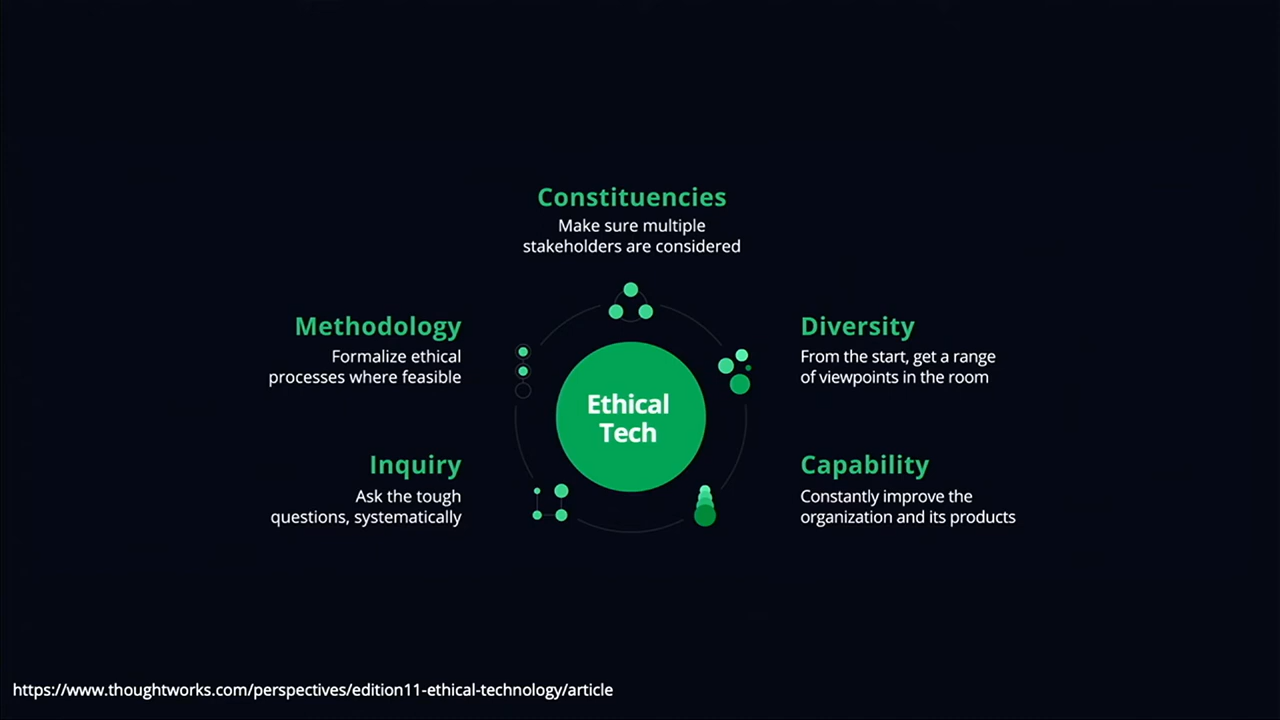 Constituencies
Make sure multiple
stakeholders are considered
Methodology
Formalize ethical
processes where feasible
Diversity
From the start, get a range
of viewpoints in the room
Ethical
Tech
Inquiry
Ask the tough
questions, systematically
Capability
Constantly improve the
organization and its products
https://www.thoughtworks.com/perspectives/edition11-ethical-technology/article